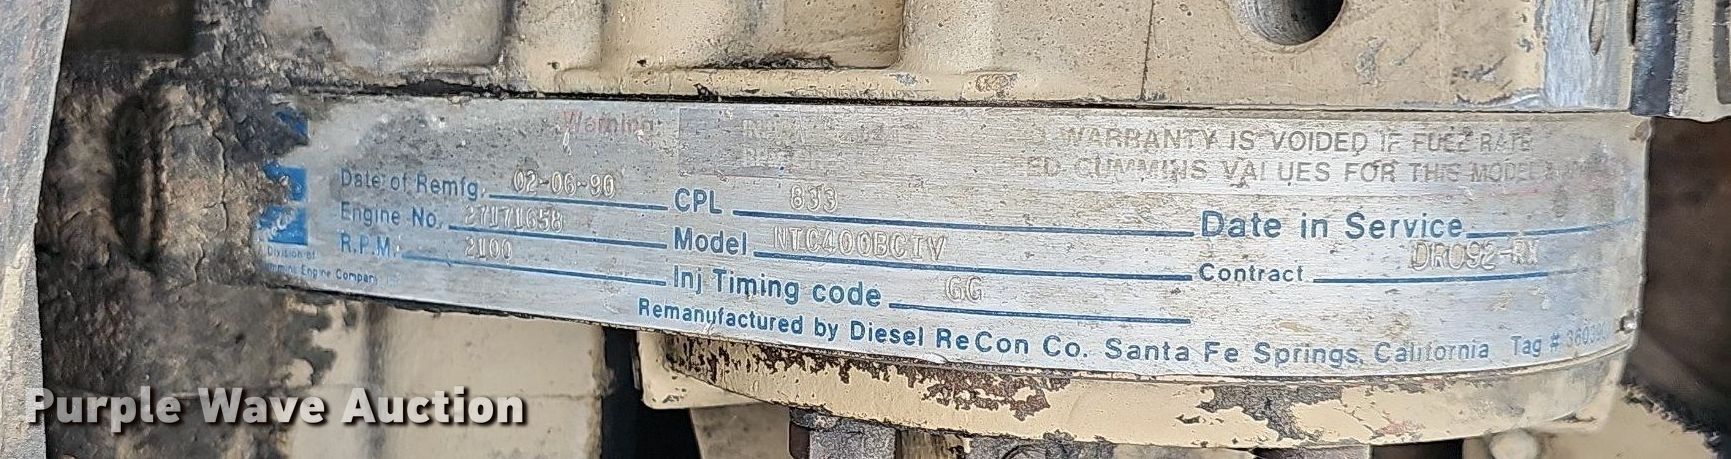 Warning:
WARRANTY IS VOIDED IF FUEL RATE
CUMMINS VALUES FOR THIS MODEL
Date of Remfg. 02-06-90 CPL 833 Date in Service
Engine No. 27171658 Model NTC400BCIV Contract DR092-RX
R.P.M. 2100 Inj Timing code GG
Division of
Cummins Engine Company
Remanufactured by Diesel ReCon Co. Santa Fe Springs, California Tag #
Purple Wave Auction